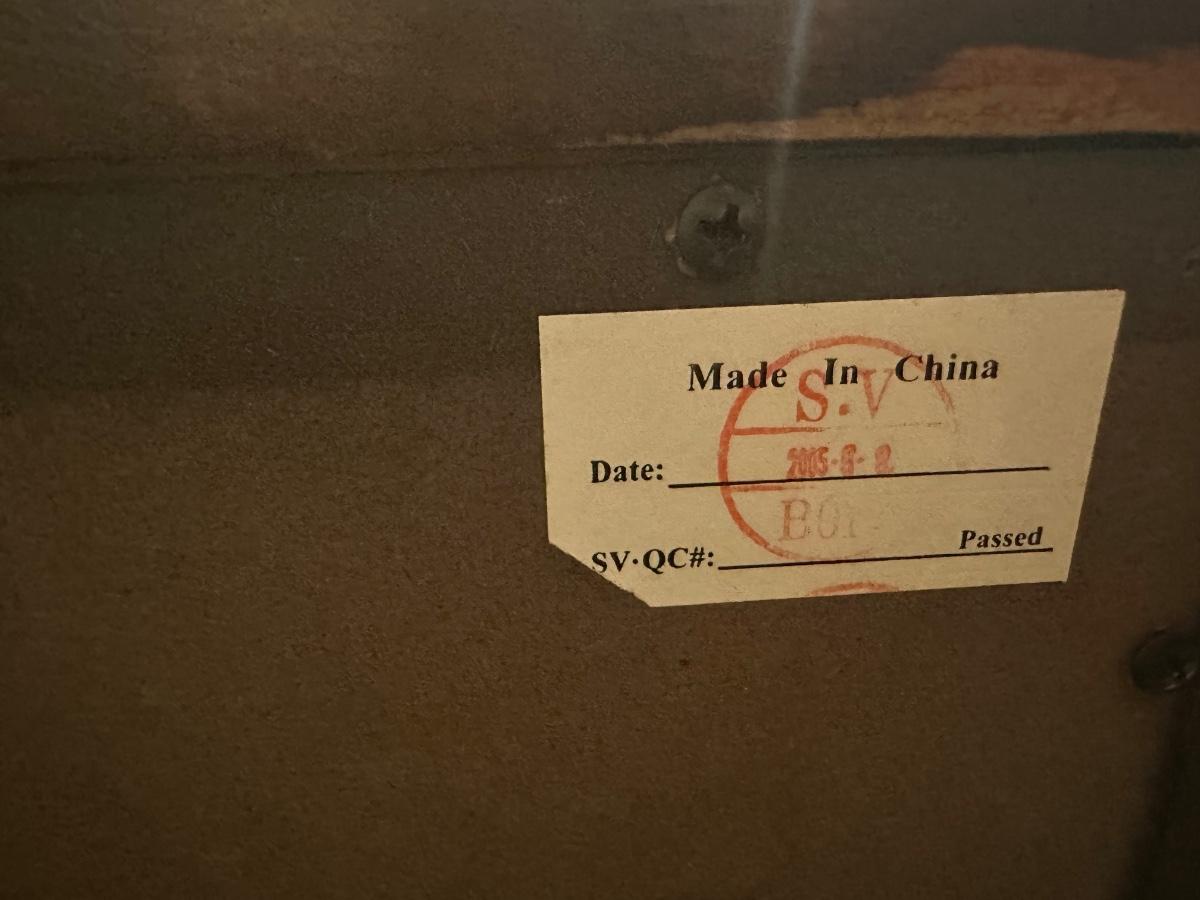 Made In China
S.V
Date:
SV·QC#:
Passed